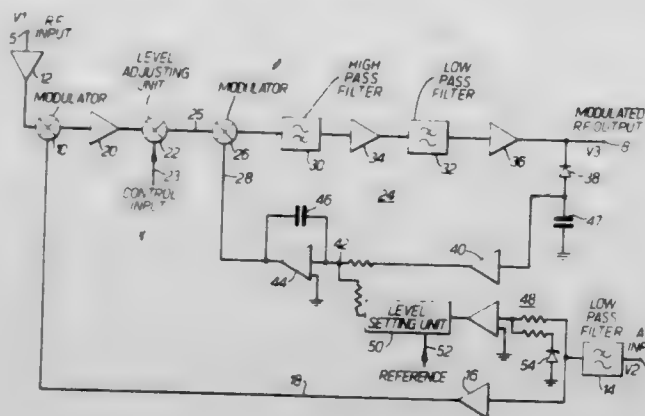 V1 RF
5 INPUT
12
LEVEL
ADJUSTING
UNIT
MODULATOR
25
MODULATOR
HIGH
PASS
FILTER
LOW
PASS
FILTER
MODULATED
RF OUTPUT
10
20
22
26
30
34
32
36
V3
8
23
28
24
38
CONTROL
INPUT
46
47
42
40
44
LEVEL
SETTING UNIT
48
LOW
PASS
FILTER
A
INP
V2
50
52
54
14
REFERENCE
18
16